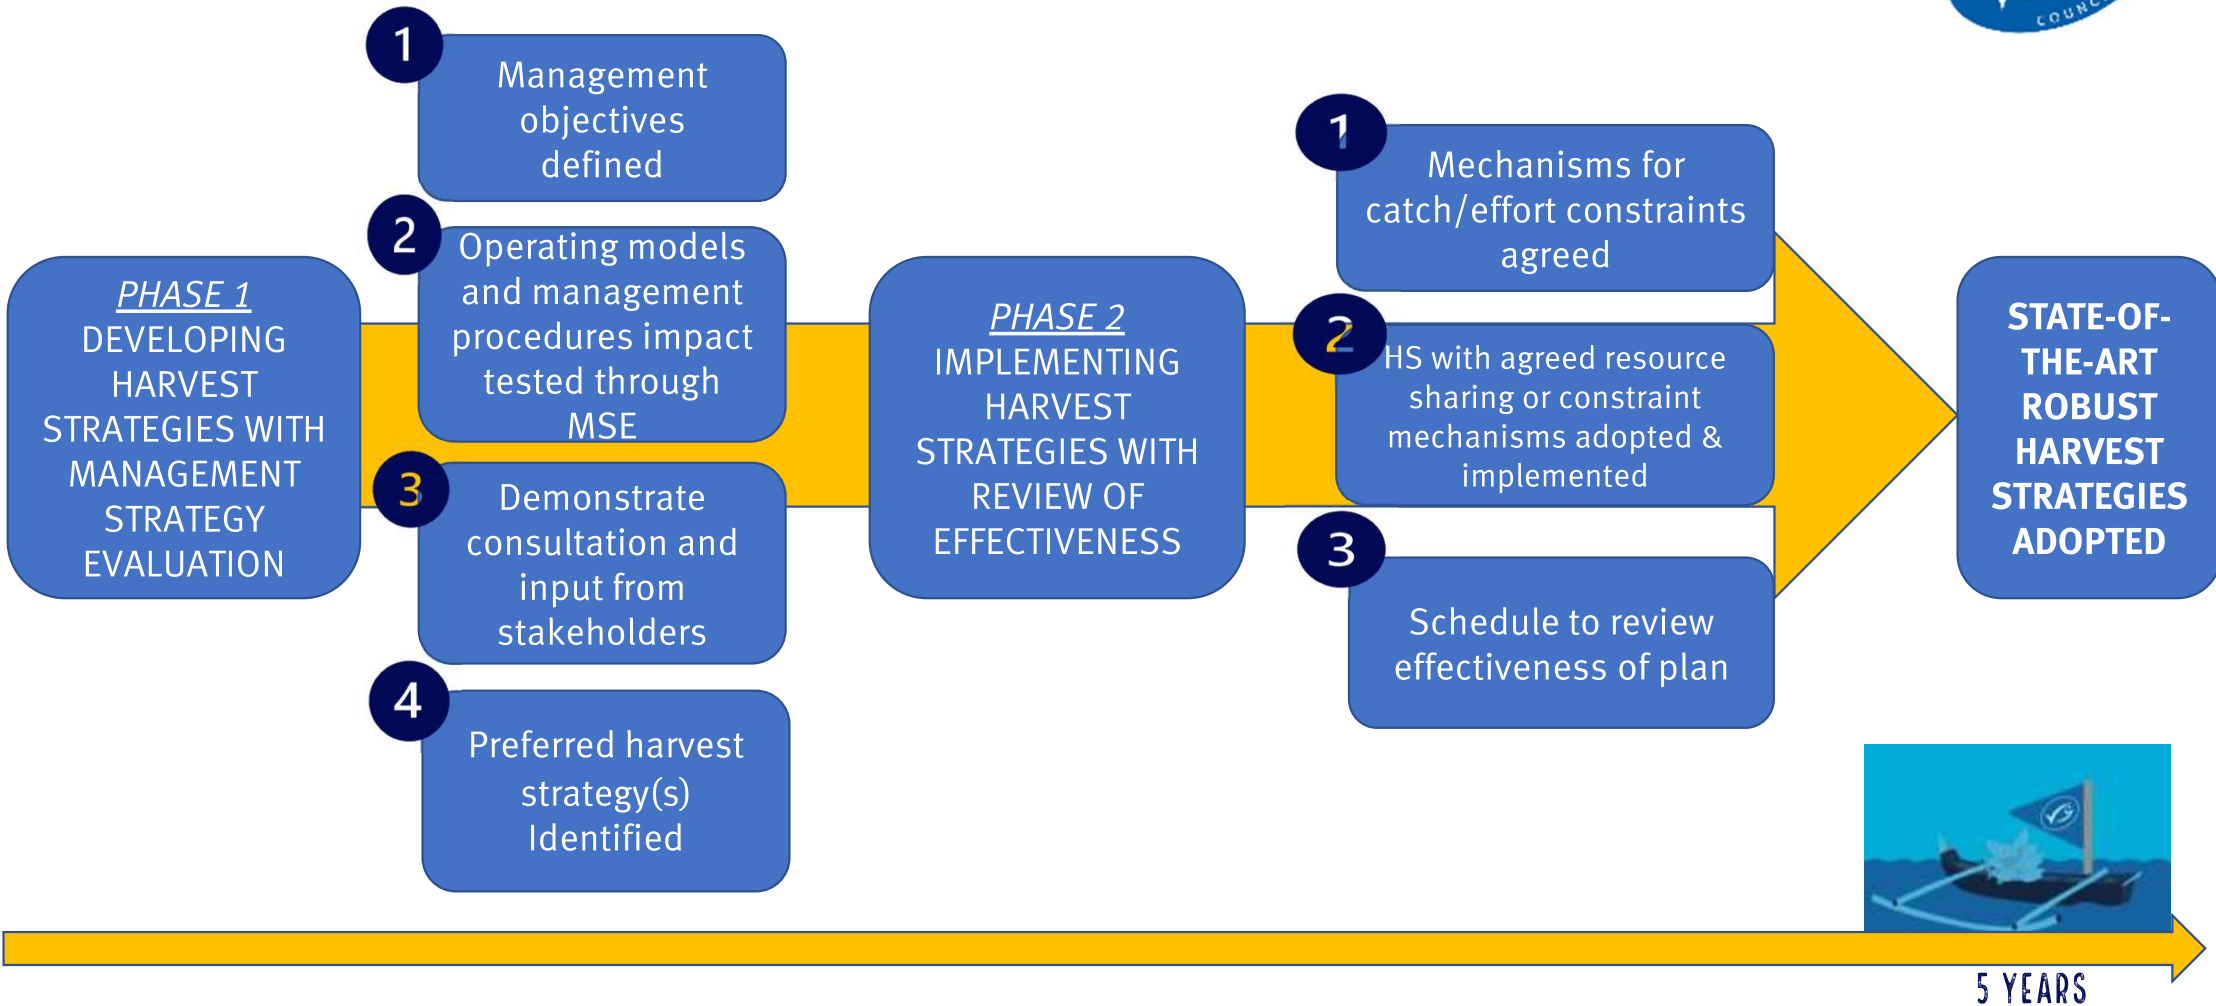 COUNC
PHASE 1
DEVELOPING
HARVEST
STRATEGIES WITH
MANAGEMENT
STRATEGY
EVALUATION
1
Management
objectives
defined
2
Operating models
and management
procedures impact
tested through
MSE
3
Demonstrate
consultation and
input from
stakeholders
4
Preferred harvest
strategy(s)
Identified
PHASE 2
IMPLEMENTING
HARVEST
STRATEGIES WITH
REVIEW OF
EFFECTIVENESS
1
Mechanisms for
catch/effort constraints
agreed
2
HS with agreed resource
sharing or constraint
mechanisms adopted &
implemented
3
Schedule to review
effectiveness of plan
STATE-OF-
THE-ART
ROBUST
HARVEST
STRATEGIES
ADOPTED
5 YEARS